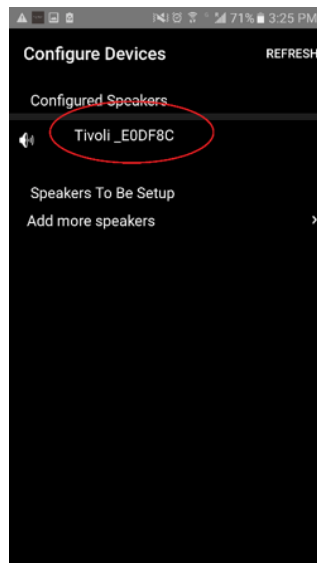 71% 3:25 PM
Configure Devices REFRESH
Configured Speakers
Tivoli _E0DF8C
Speakers To Be Setup
Add more speakers